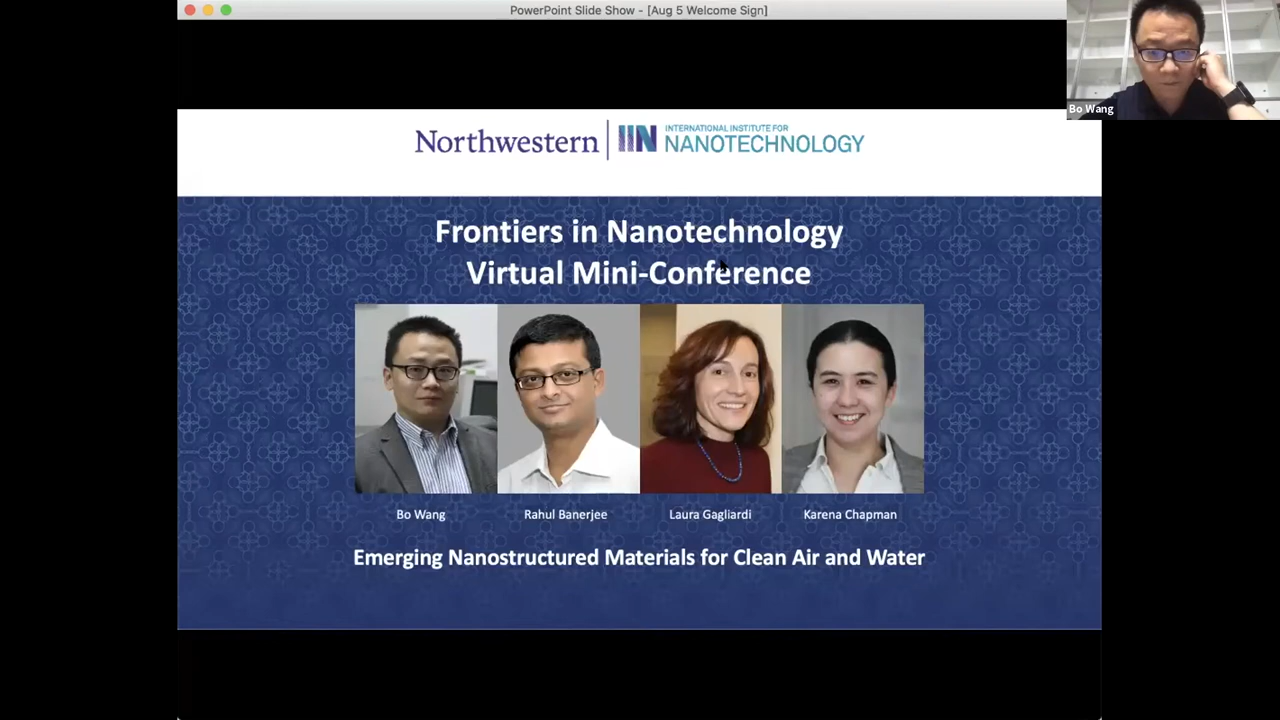 PowerPoint Slide Show - [Aug 5 Welcome Sign]
Bo Wang
Northwestern
IIN
INTERNATIONAL INSTITUTE FOR
NANOTECHNOLOGY
Frontiers in Nanotechnology
Virtual Mini-Conference
Bo Wang
Rahul Banerjee
Laura Gagliardi
Karena Chapman
Emerging Nanostructured Materials for Clean Air and Water